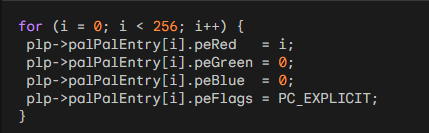 for (i = 0; i < 256; i++) {
 plp->palPalEntry[i].peRed   = i;
 plp->palPalEntry[i].peGreen = 0;
 plp->palPalEntry[i].peBlue  = 0;
 plp->palPalEntry[i].peFlags = PC_EXPLICIT;
}